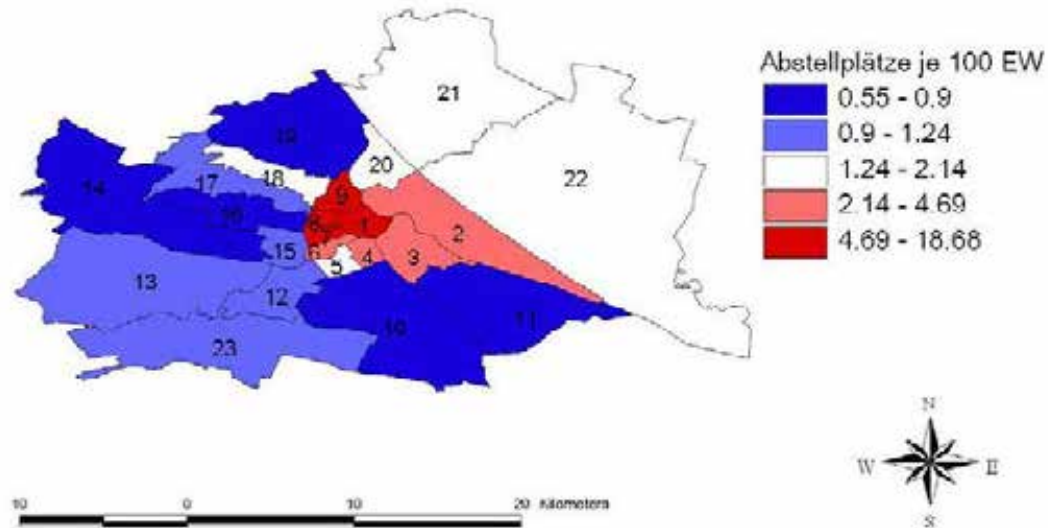 Abstellplätze je 100 EW
0.55 - 0.9
0.9 - 1.24
1.24 - 2.14
2.14 - 4.69
4.69 - 18.68
21
19
20
22
18
17
14
9
16
8
1
2
7
15
6
4
3
5
13
12
10
11
23
N
W
E
S
10
0
10
20 Kilometers